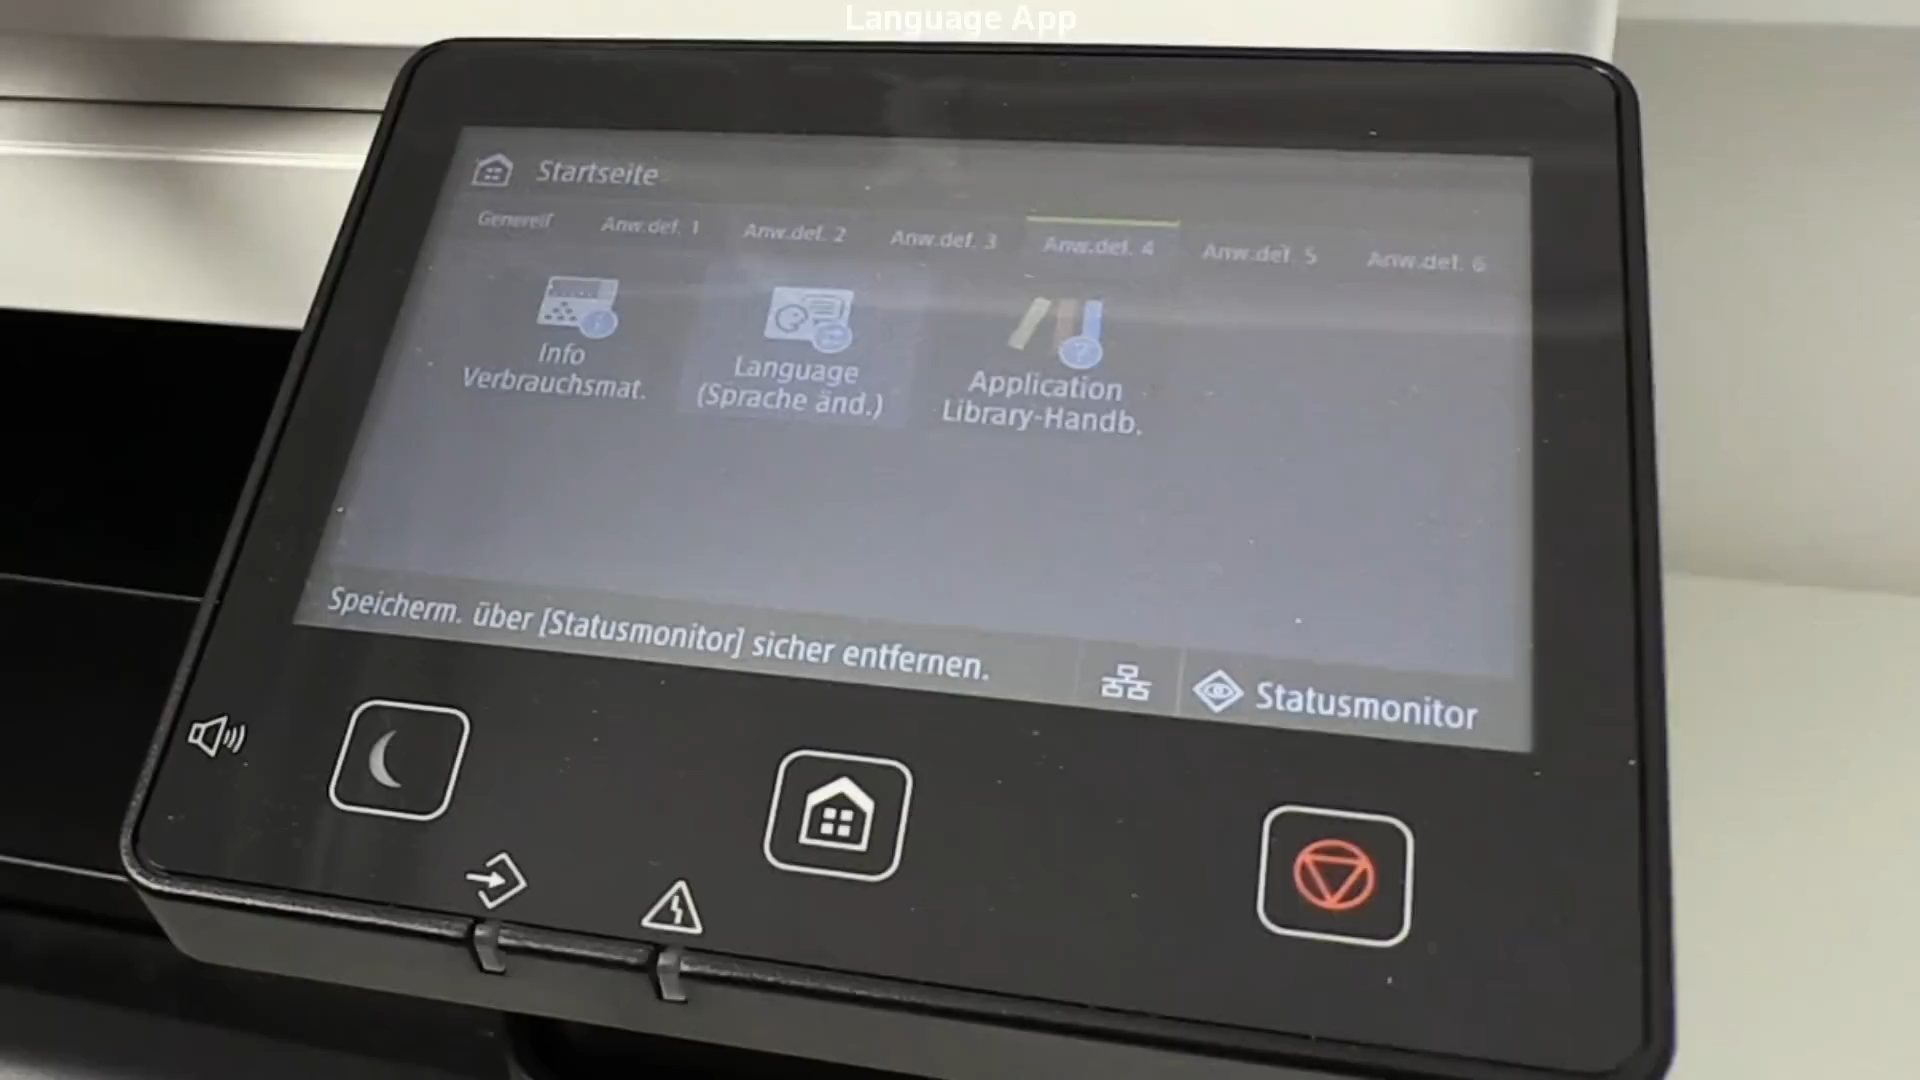 Language App
Startseite
Generell Anw.def. 1 Anw.def. 2 Anw.def. 3 Anw.def. 4 Anw.def. 5 Anw.def. 6
Info
Verbrauchsmat.
Language
(Sprache änd.)
Application
Library-Handb.
Speicherm. über [Statusmonitor] sicher entfernen.
Statusmonitor